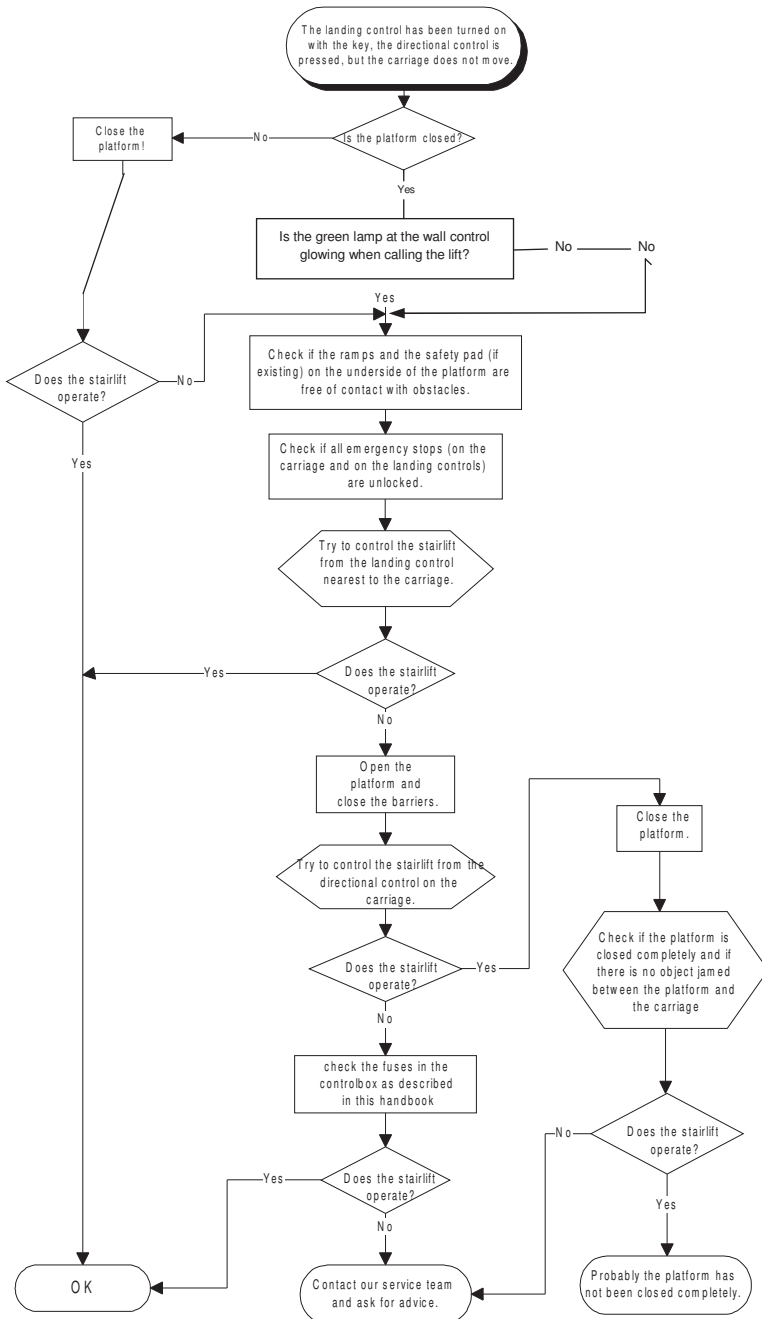 The landing control has been turned on
with the key, the directional control is
pressed, but the carriage does not move.
Close the
platform!
No
Is the platform closed?
Yes
Is the green lamp at the wall control
glowing when calling the lift?
No
No
Yes
Does the stairlift
operate?
No
Check if the ramps and the safety pad (if
existing) on the underside of the platform are
free of contact with obstacles.
Yes
Check if all emergency stops (on the
carriage and on the landing controls)
are unlocked.
Try to control the stairlift
from the landing control
nearest to the carriage.
Yes
Does the stairlift
operate?
No
Open the
platform and
close the barriers.
Close the
platform.
Try to control the stairlift from the
directional control on the
carriage.
Check if the platform is
closed completely and if
there is no object jamed
between the platform and
the carriage
Does the stairlift
operate?
Yes
No
check the fuses in the
controlbox as described
in this handbook
No
Does the stairlift
operate?
Yes
Does the stairlift
operate?
Yes
No
OK
Contact our service team
and ask for advice.
Probably the platform has
not been closed completely.